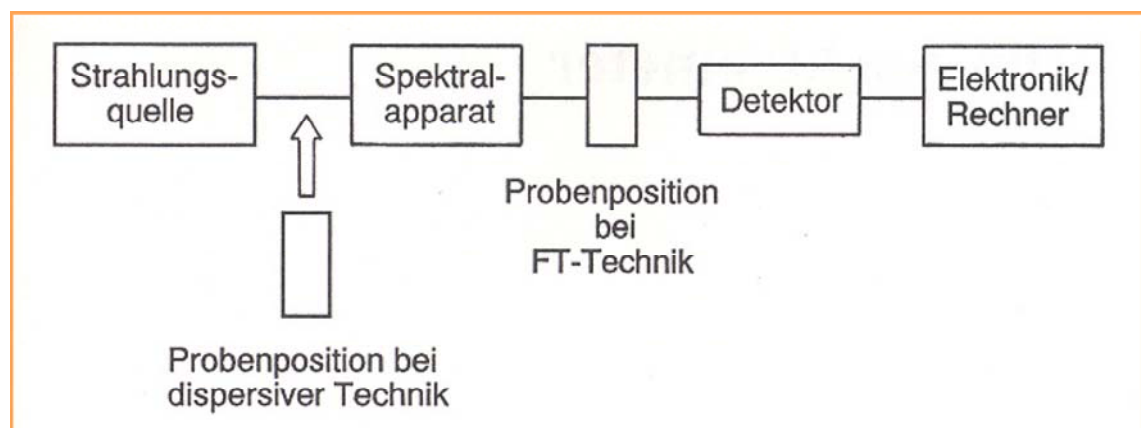 Strahlungs-
quelle
Spektral-
apparat
Detektor
Elektronik/
Rechner
Probenposition
bei
FT-Technik
Probenposition bei
dispersiver Technik